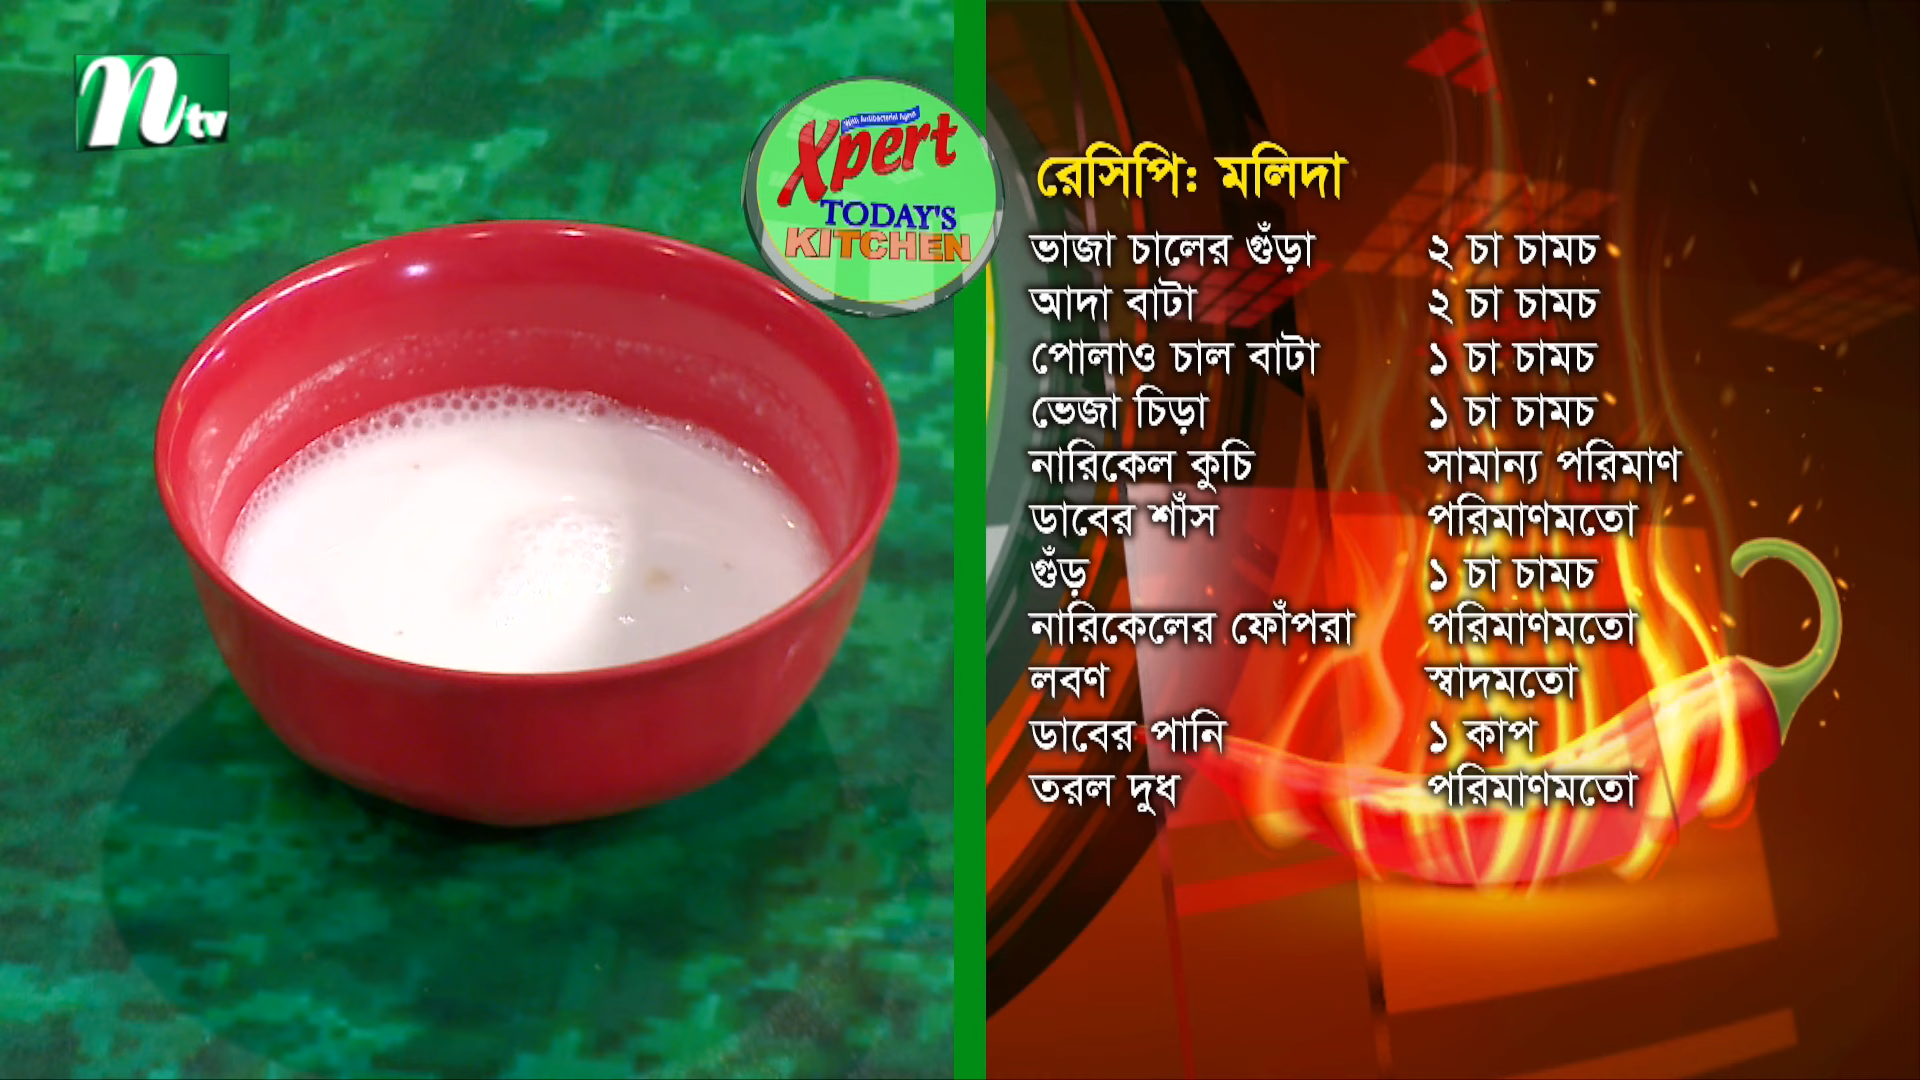 ntv
With Antibacterial Agent
Xpert
TODAY'S
KITCHEN
রেসিপি: মলিদা
ভাজা চালের গুঁড়া ২ চা চামচ
আদা বাটা ২ চা চামচ
পোলাও চাল বাটা ১ চা চামচ
ভেজা চিড়া ১ চা চামচ
নারিকেল কুচি সামান্য পরিমাণ
ডাবের শাঁস পরিমাণমতো
গুঁড় ১ চা চামচ
নারিকেলের ফোঁপরা পরিমাণমতো
লবণ স্বাদমতো
ডাবের পানি ১ কাপ
তরল দুধ পরিমাণমতো